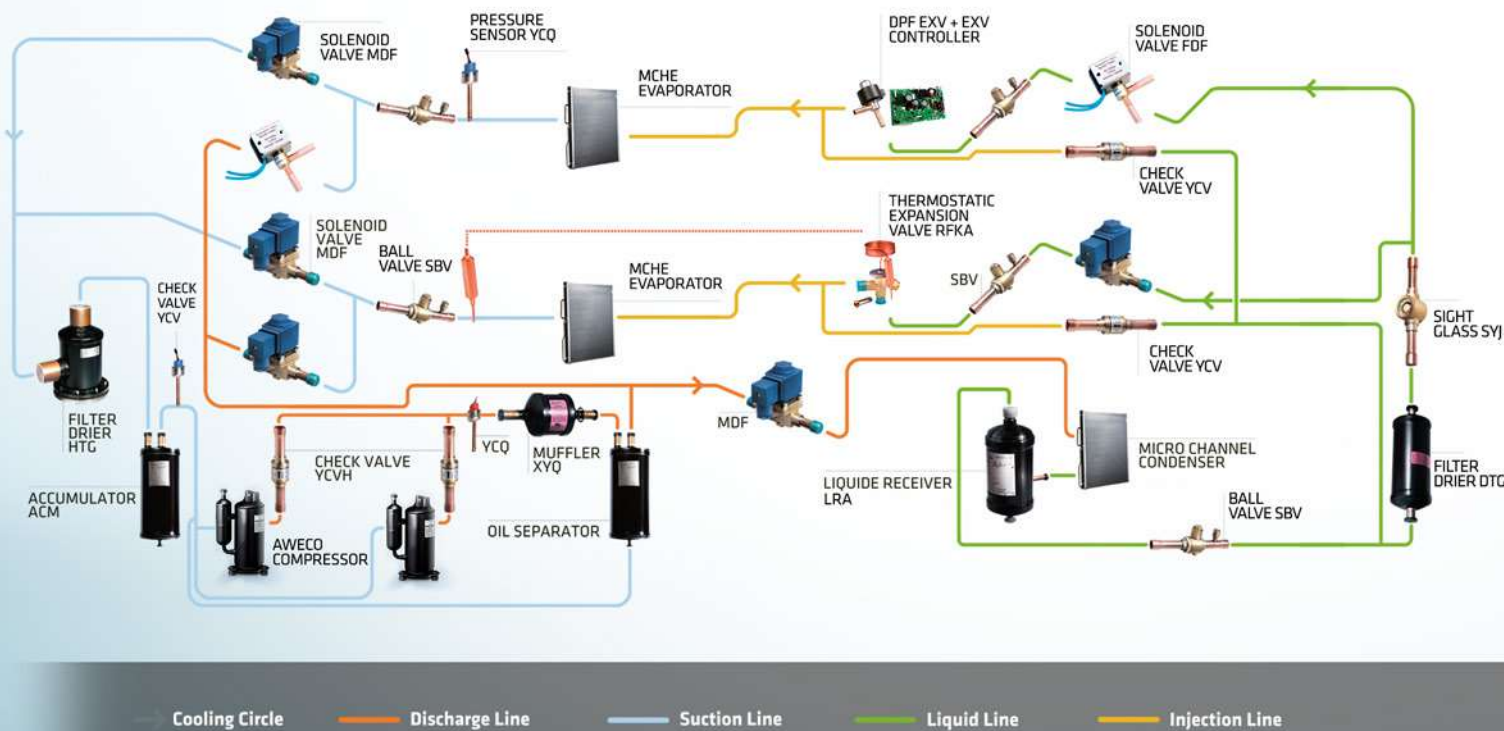 PRESSURE
SENSOR YCQ
DPF EXV + EXV
CONTROLLER
SOLENOID
VALVE MDF
SOLENOID
VALVE FDF
MCHE
EVAPORATOR
CHECK
VALVE YCV
THERMOSTATIC
EXPANSION
VALVE RFKA
SOLENOID
VALVE
MDF
BALL
VALVE SBV
MCHE
EVAPORATOR
SBV
CHECK
VALVE
YCV
SIGHT
GLASS SYJ
CHECK
VALVE YCV
FILTER
DRIER
HTG
MDF
YCQ
MUFFLER
XYQ
MICRO CHANNEL
CONDENSER
CHECK VALVE
YCVH
LIQUIDE RECEIVER
LRA
FILTER
DRIER DTG
ACCUMULATOR
ACM
BALL
VALVE SBV
OIL SEPARATOR
AWECO
COMPRESSOR
Cooling Circle
Discharge Line
Suction Line
Liquid Line
Injection Line